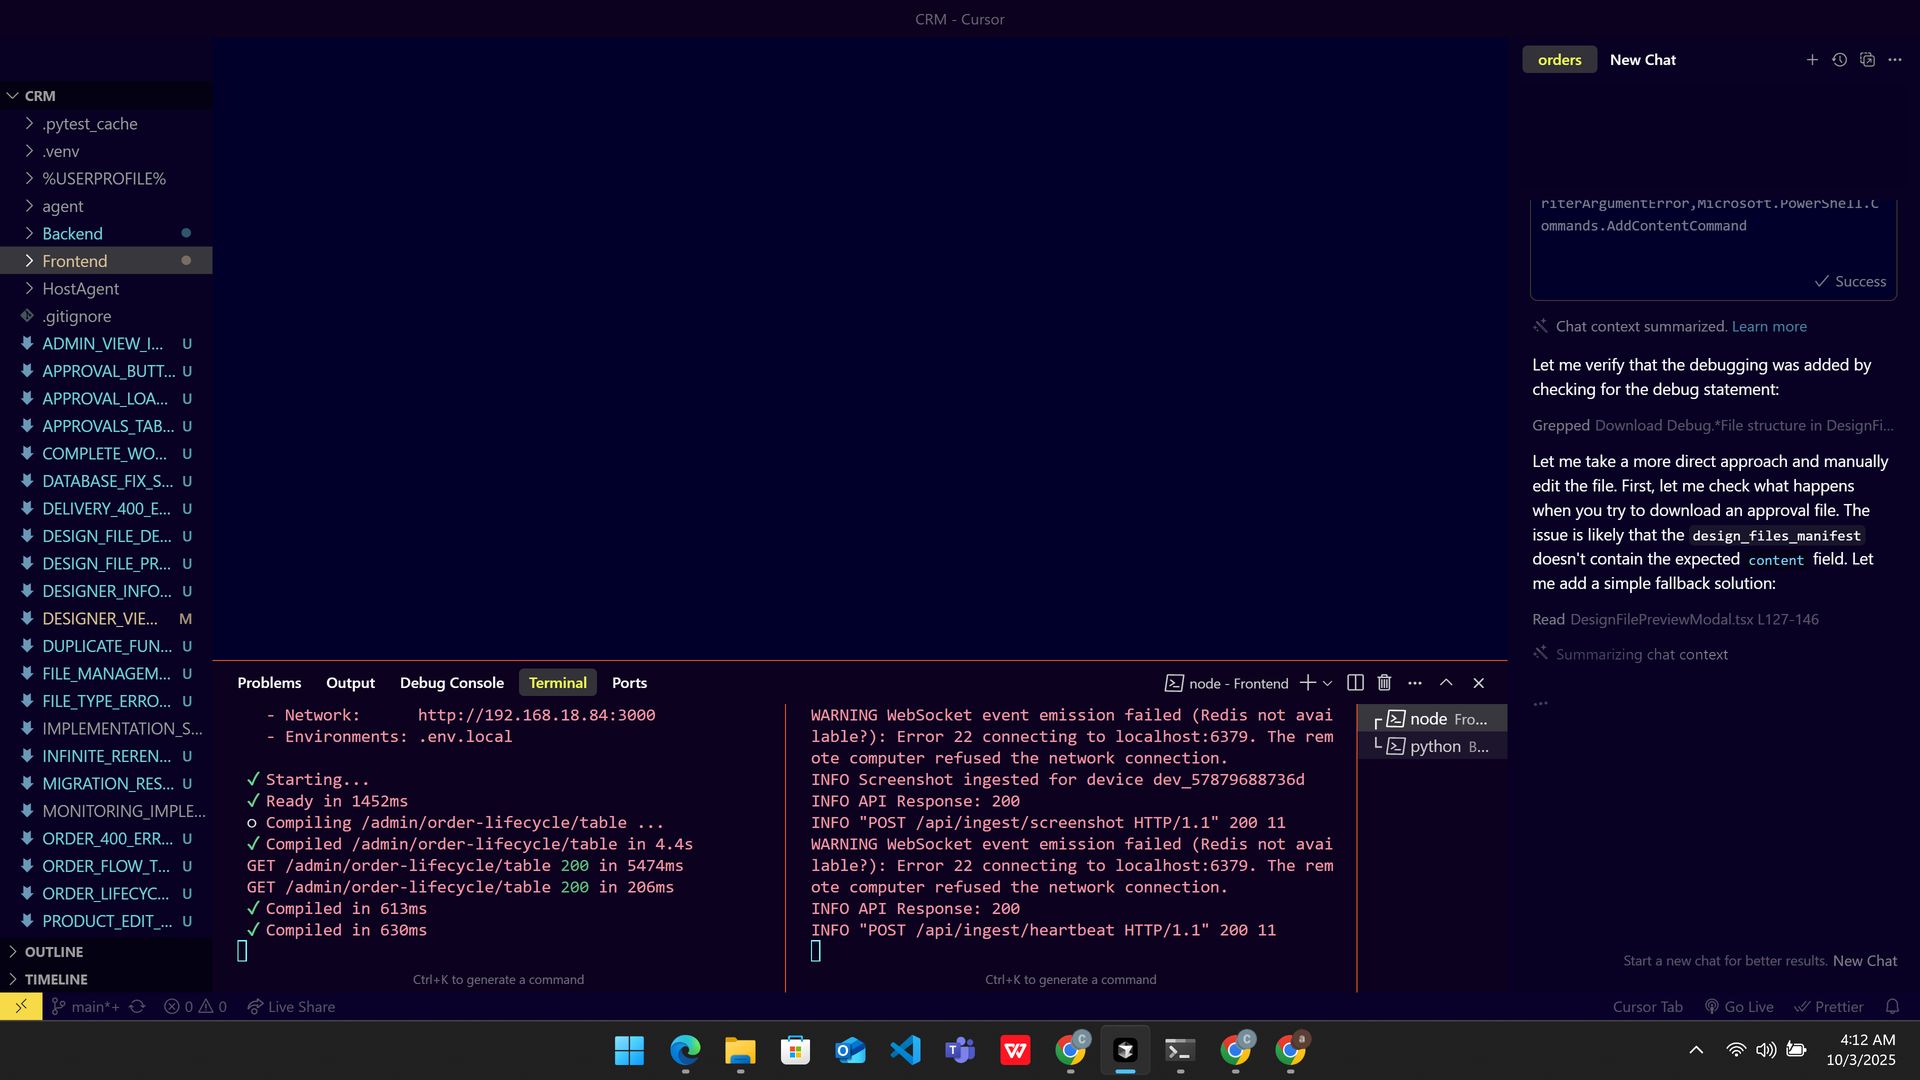 CRM - Cursor
CRM
.pytest_cache
.venv
%USERPROFILE%
agent
Backend
Frontend
HostAgent
.gitignore
ADMIN_VIEW_I... U
APPROVAL_BUTT... U
APPROVAL_LOA... U
APPROVALS_TAB... U
COMPLETE_WO... U
DATABASE_FIX_S... U
DELIVERY_400_E... U
DESIGN_FILE_DE... U
DESIGN_FILE_PR... U
DESIGNER_INFO... U
DESIGNER_VIE... M
DUPLICATE_FUN... U
FILE_MANAGEM... U
FILE_TYPE_ERRO... U
IMPLEMENTATION_S...
INFINITE_REREN... U
MIGRATION_RES... U
MONITORING_IMPLE...
ORDER_400_ERR... U
ORDER_FLOW_T... U
ORDER_LIFECYC... U
PRODUCT_EDIT_... U
OUTLINE
TIMELINE
Problems Output Debug Console Terminal Ports
node - Frontend
- Network: http://192.168.18.84:3000
- Environments: .env.local
✓ Starting...
✓ Ready in 1452ms
○ Compiling /admin/order-lifecycle/table ...
✓ Compiled /admin/order-lifecycle/table in 4.4s
GET /admin/order-lifecycle/table 200 in 5474ms
GET /admin/order-lifecycle/table 200 in 206ms
✓ Compiled in 613ms
✓ Compiled in 630ms
Ctrl+K to generate a command
WARNING WebSocket event emission failed (Redis not avai
lable?): Error 22 connecting to localhost:6379. The rem
ote computer refused the network connection.
INFO Screenshot ingested for device dev_57879688736d
INFO API Response: 200
INFO "POST /api/ingest/screenshot HTTP/1.1" 200 11
WARNING WebSocket event emission failed (Redis not avai
lable?): Error 22 connecting to localhost:6379. The rem
ote computer refused the network connection.
INFO API Response: 200
INFO "POST /api/ingest/heartbeat HTTP/1.1" 200 11
Ctrl+K to generate a command
node Fro...
python B...
orders New Chat
riterArgumentError,Microsoft.PowerShell.C
ommands.AddContentCommand
Success
Chat context summarized. Learn more
Let me verify that the debugging was added by
checking for the debug statement:
Grepped Download Debug.*File structure in DesignFi...
Let me take a more direct approach and manually
edit the file. First, let me check what happens
when you try to download an approval file. The
issue is likely that the design_files_manifest
doesn't contain the expected content field. Let
me add a simple fallback solution:
Read DesignFilePreviewModal.tsx L127-146
Summarizing chat context
...
Start a new chat for better results. New Chat
main*+ 0 0 Live Share
Cursor Tab Go Live Prettier
4:12 AM
10/3/2025